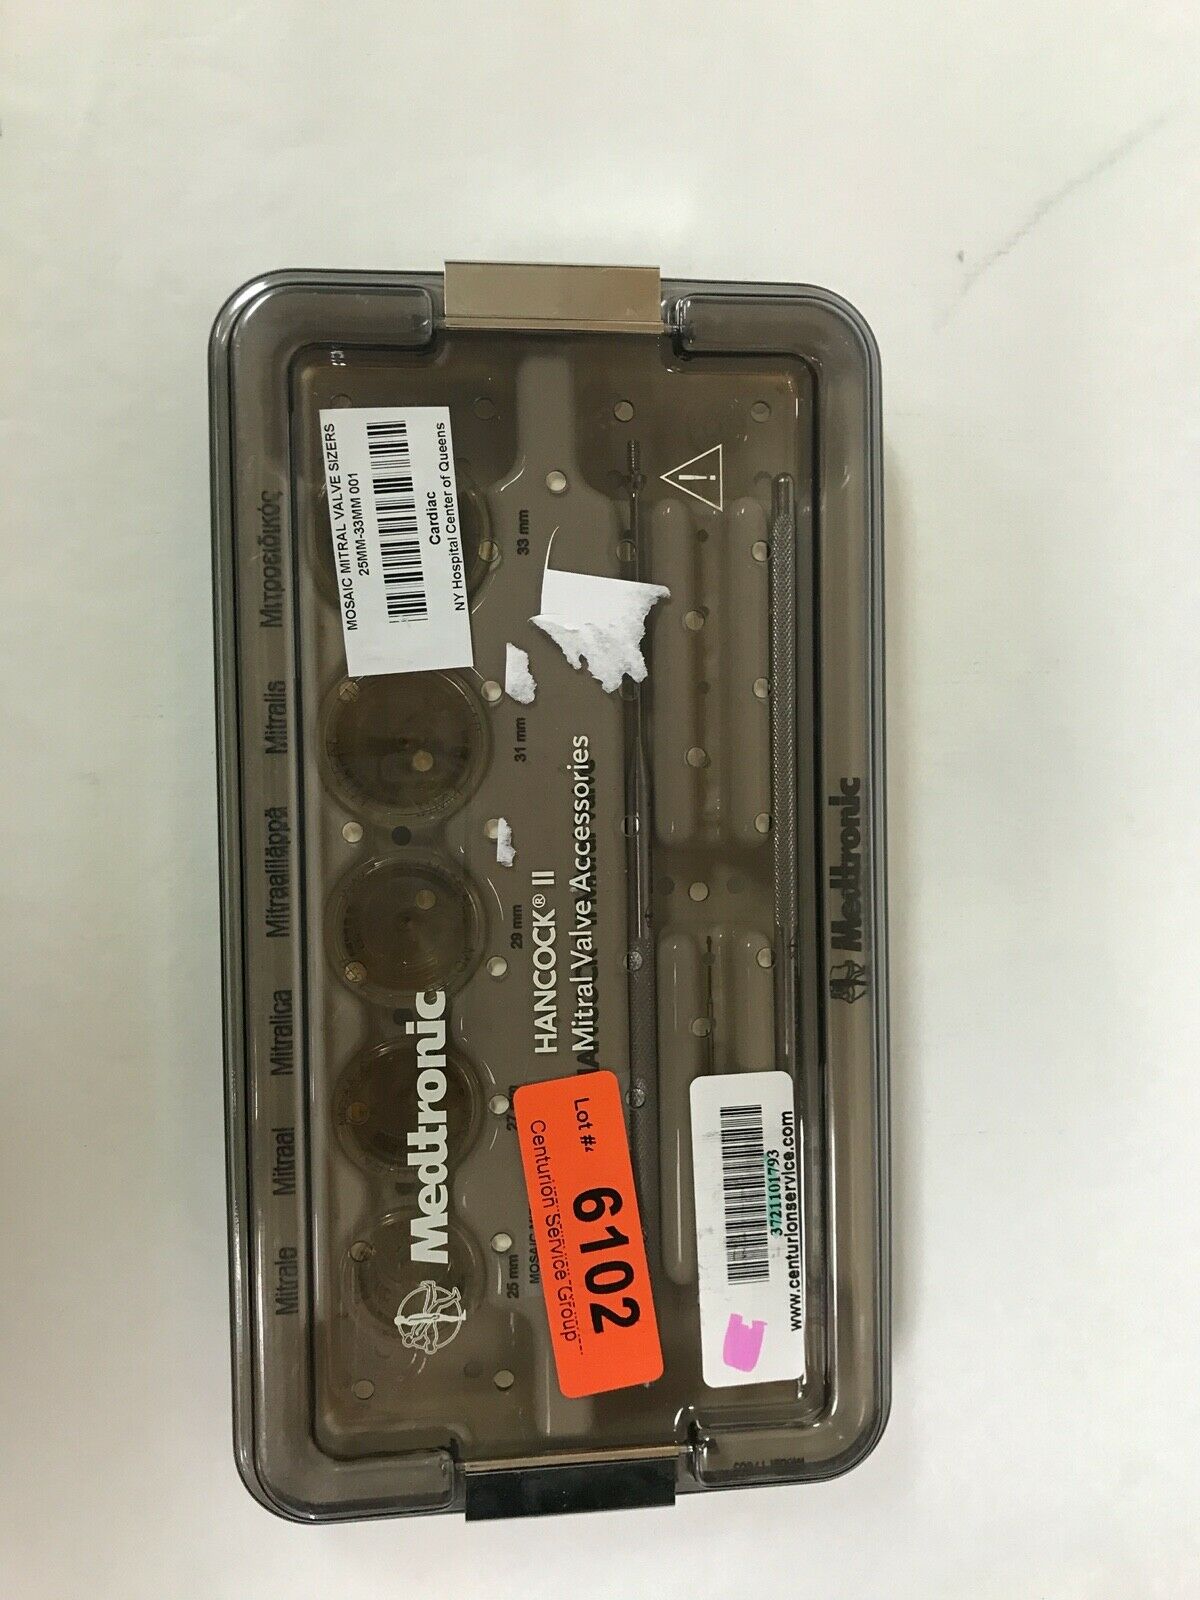 MOSAIC MITRAL VALVE SIZERS
25MM-33MM 001
Cardiac
NY Hospital Center of Queens
Mitrale
Mitraal
Mitralica
Mitraaliläppä
Mitralis
Μιτροειδικός
Medtronic
25 mm
27
29 mm
31 mm
33 mm
HANCOCK® II
Mitral Valve Accessories
MOSAIC
Lot #
6102
Centurion Service Group
3721101793
www.centurionservice.com
Medtronic